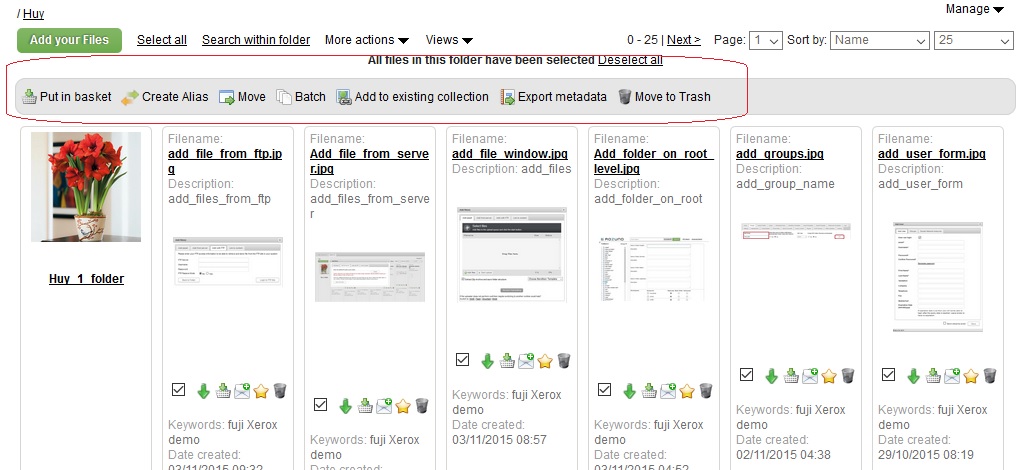 / Huy
Manage
Add your Files Select all Search within folder More actions Views 0 - 25 | Next > Page: 1 Sort by: Name 25
All files in this folder have been selected Deselect all
Put in basket Create Alias Move Batch Add to existing collection Export metadata Move to Trash
Huy_1_folder
Filename:
add_file_from_ftp.jp
g
Description:
add_files_from_ftp
Keywords: fuji Xerox
demo
Date created:
03/11/2015 09:32
Filename:
Add_file_from_serve
r.jpg
Description:
add_files_from_serve
r
Keywords: fuji Xerox
demo
Date created:
Filename:
add_file_window.jpg
Description: add_files
Keywords: fuji Xerox
demo
Date created:
03/11/2015 08:57
Filename:
Add_folder_on_root_
level.jpg
Description:
add_folder_on_root
Keywords: fuji Xerox
demo
Date created:
03/11/2015 04:52
Filename:
add_groups.jpg
Description:
add_group_name
Keywords: fuji Xerox
demo
Date created:
02/11/2015 04:38
Filename:
add_user_form.jpg
Description:
add_user_form
Keywords: fuji Xerox
demo
Date created:
29/10/2015 08:19